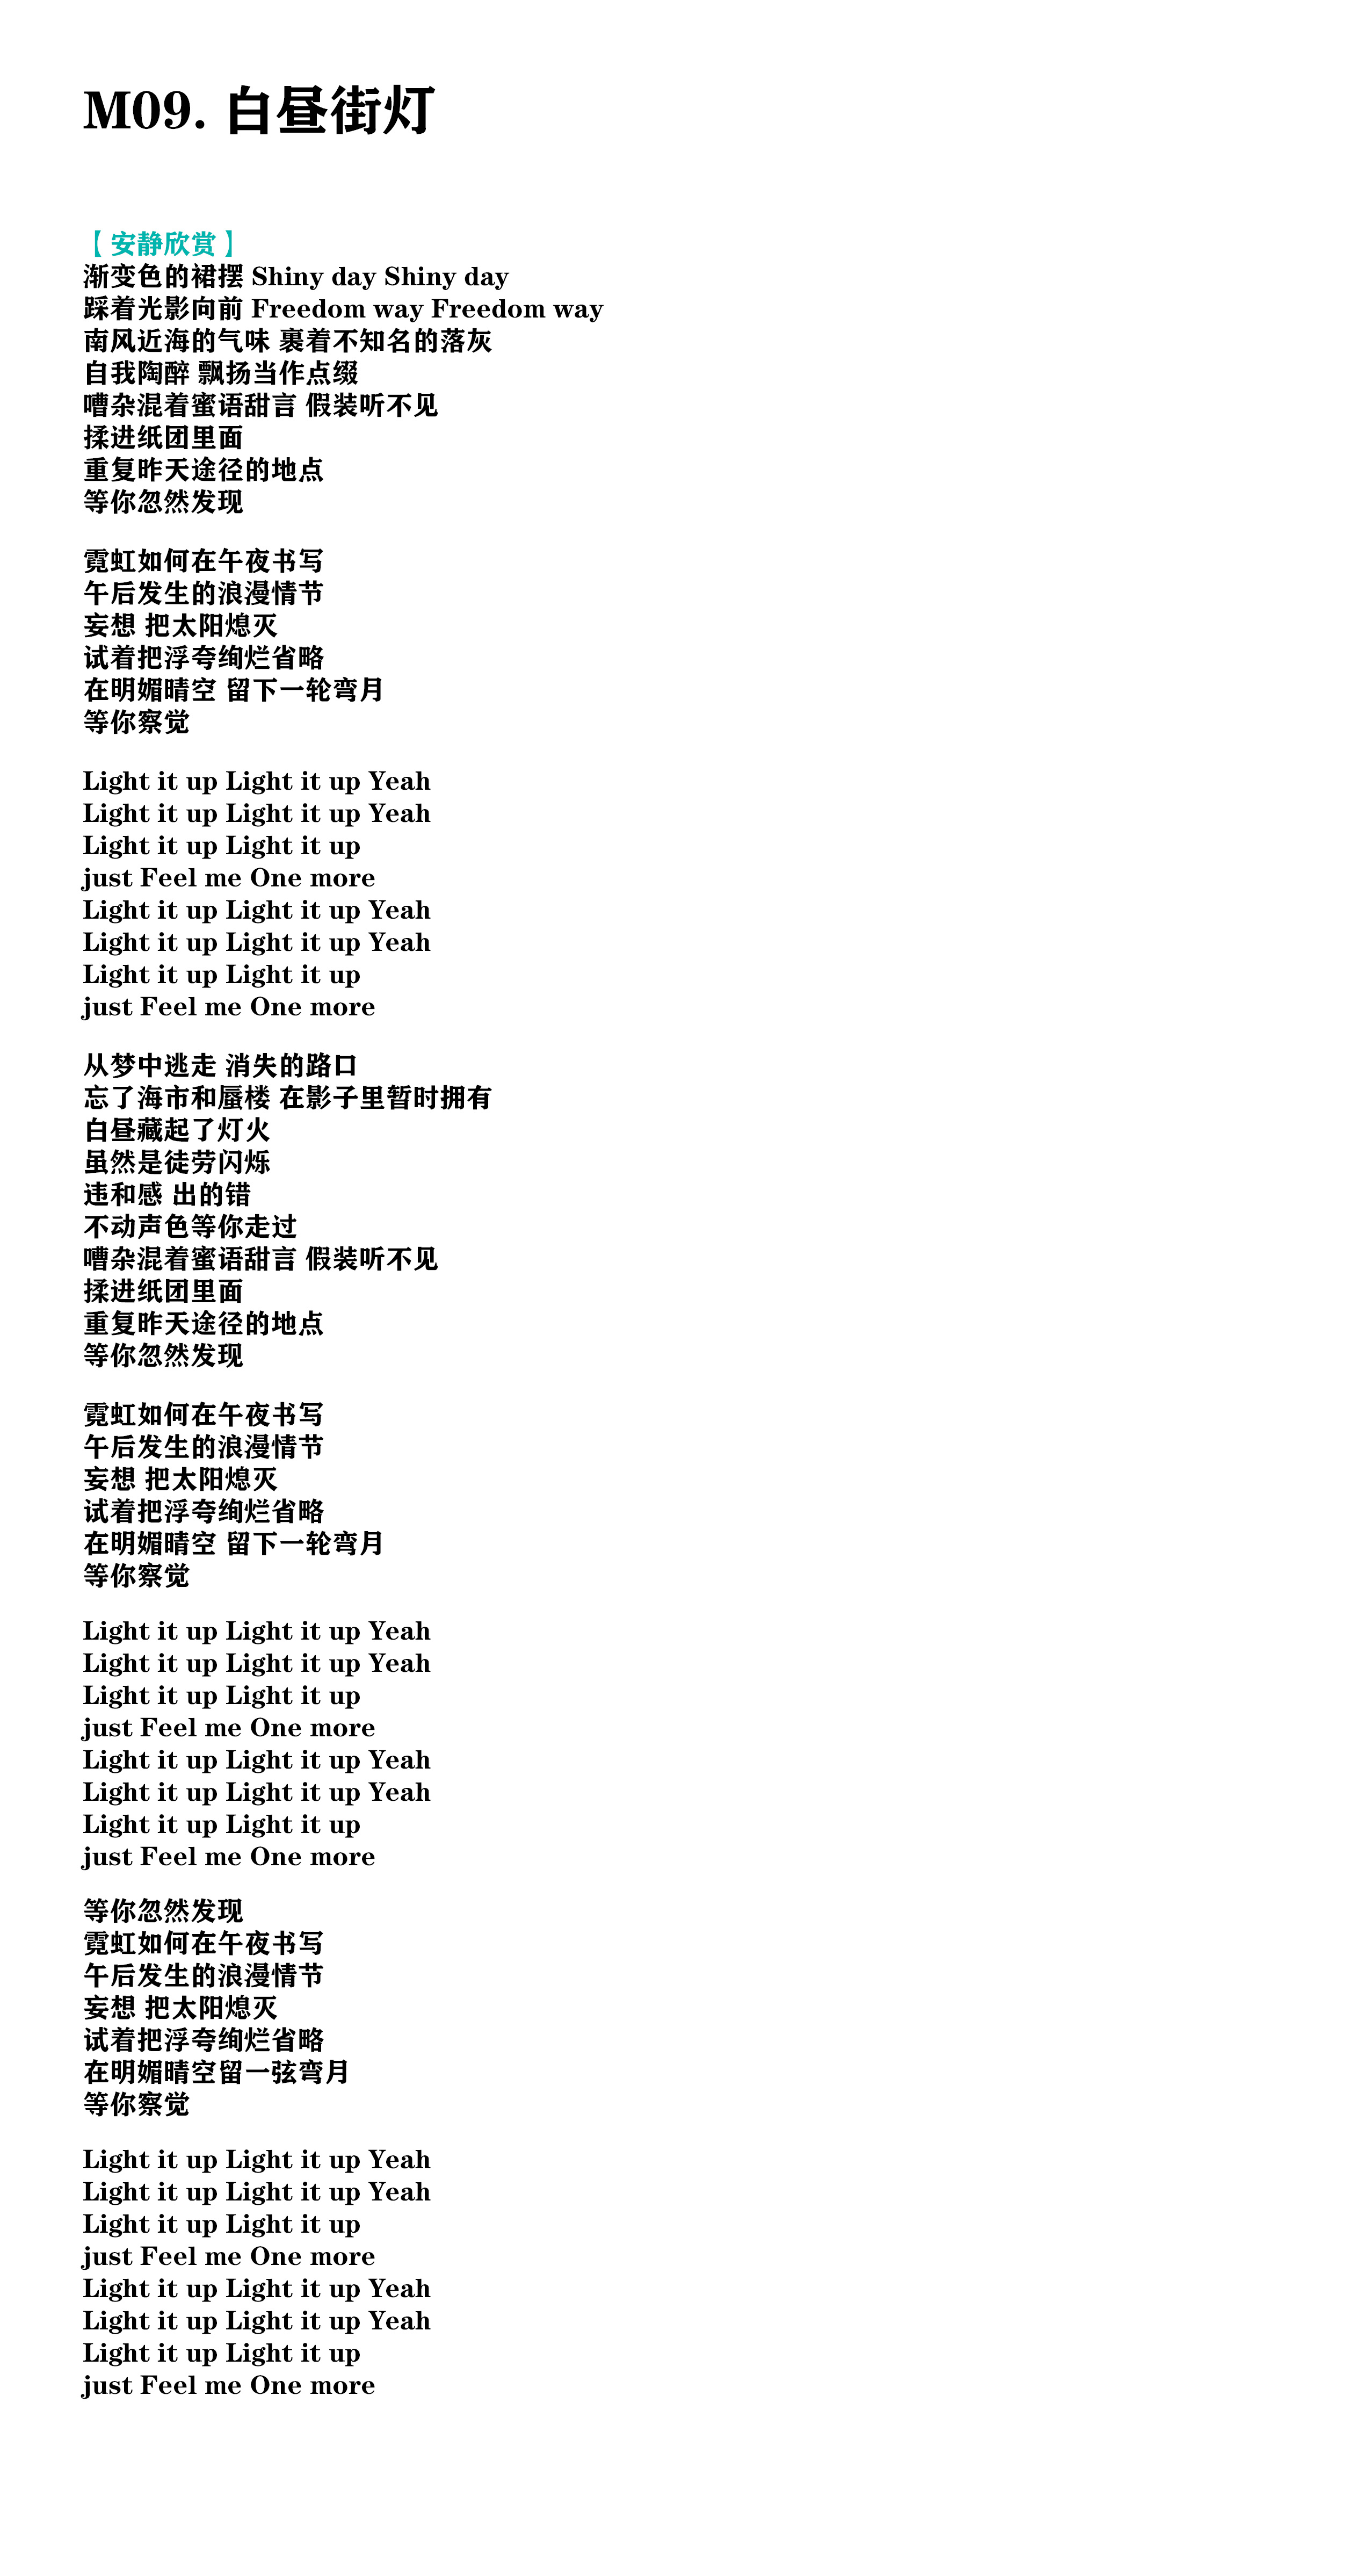 M09. 白昼街灯
【安静欣赏】
渐变色的裙摆 Shiny day Shiny day
踩着光影向前 Freedom way Freedom way
南风近海的气味 裹着不知名的落灰
自我陶醉 飘扬当作点缀
嘈杂混着蜜语甜言 假装听不见
揉进纸团里面
重复昨天途径的地点
等你忽然发现
霓虹如何在午夜书写
午后发生的浪漫情节
妄想 把太阳熄灭
试着把浮夸绚烂省略
在明媚晴空 留下一轮弯月
等你察觉
Light it up Light it up Yeah
Light it up Light it up Yeah
Light it up Light it up
just Feel me One more
Light it up Light it up Yeah
Light it up Light it up Yeah
Light it up Light it up
just Feel me One more
从梦中逃走 消失的路口
忘了海市和蜃楼 在影子里暂时拥有
白昼藏起了灯火
虽然是徒劳闪烁
违和感 出的错
不动声色等你走过
嘈杂混着蜜语甜言 假装听不见
揉进纸团里面
重复昨天途径的地点
等你忽然发现
霓虹如何在午夜书写
午后发生的浪漫情节
妄想 把太阳熄灭
试着把浮夸绚烂省略
在明媚晴空 留下一轮弯月
等你察觉
Light it up Light it up Yeah
Light it up Light it up Yeah
Light it up Light it up
just Feel me One more
Light it up Light it up Yeah
Light it up Light it up Yeah
Light it up Light it up
just Feel me One more
等你忽然发现
霓虹如何在午夜书写
午后发生的浪漫情节
妄想 把太阳熄灭
试着把浮夸绚烂省略
在明媚晴空留一弦弯月
等你察觉
Light it up Light it up Yeah
Light it up Light it up Yeah
Light it up Light it up
just Feel me One more
Light it up Light it up Yeah
Light it up Light it up Yeah
Light it up Light it up
just Feel me One more